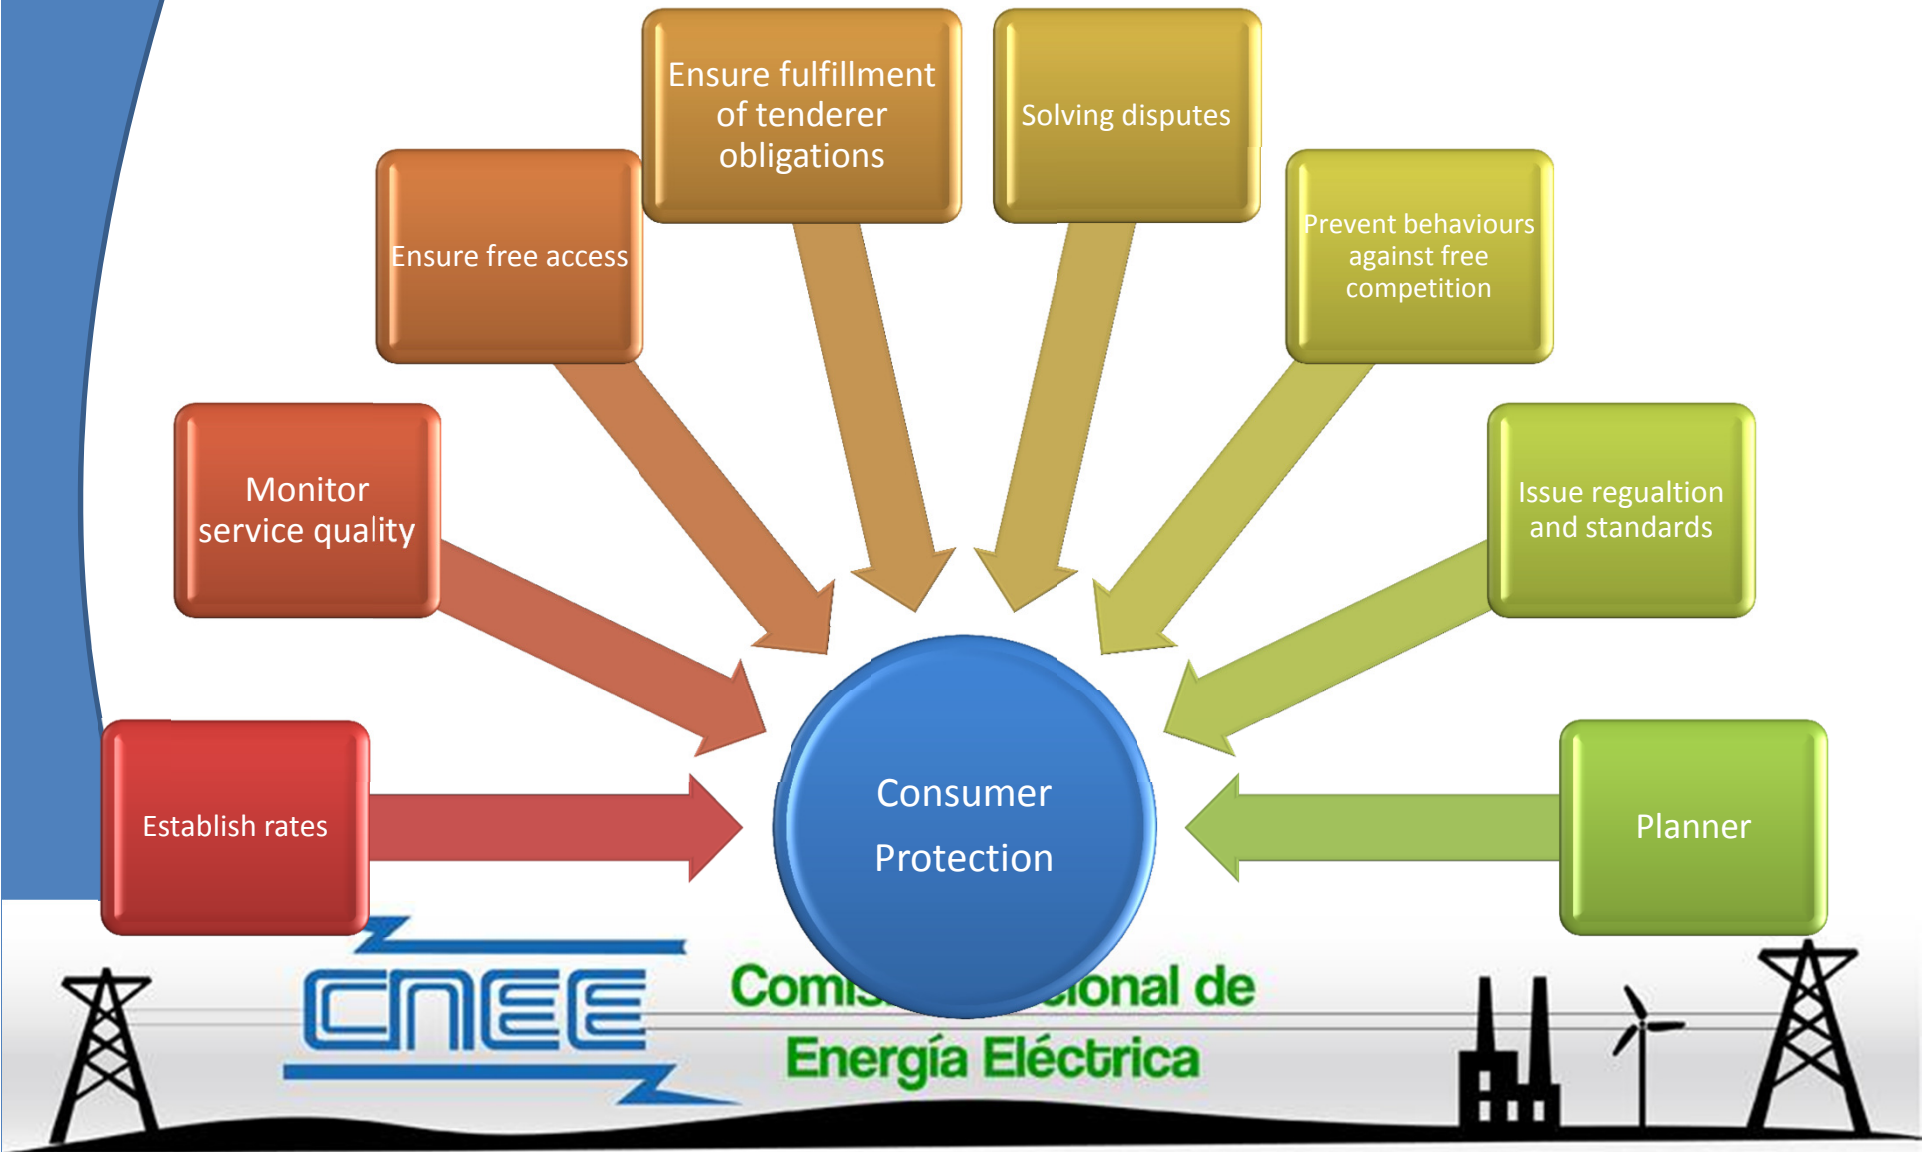 Ensure fulfillment
of tenderer
obligations
Solving disputes
Ensure free access
Prevent behaviours
against free
competition
Monitor
service quality
Issue regualtion
and standards
Establish rates
Consumer
Protection
Planner
CNEE
de
Energía Eléctrica